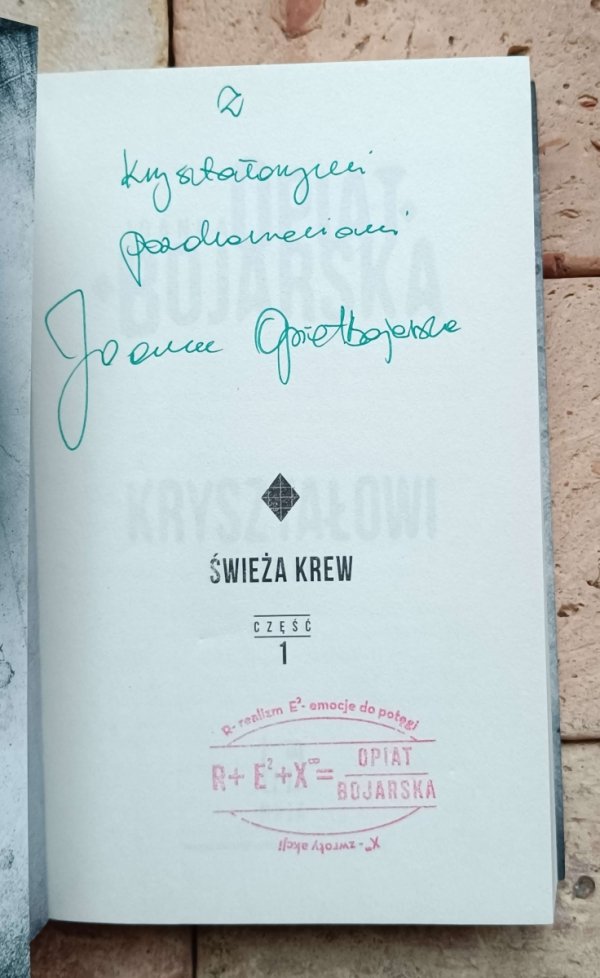 Z
kryształowymi
pozdrowieniami
Joanna Opiat-Bojarska
OPIAT
BOJARSKA
KRYSZTAŁOWI
ŚWIEŻA KREW
CZĘŚĆ
1
R- realizm E²- emocje do potęgi
R+ E²+X∞= OPIAT
BOJARSKA
X∞ - zwroty akcji